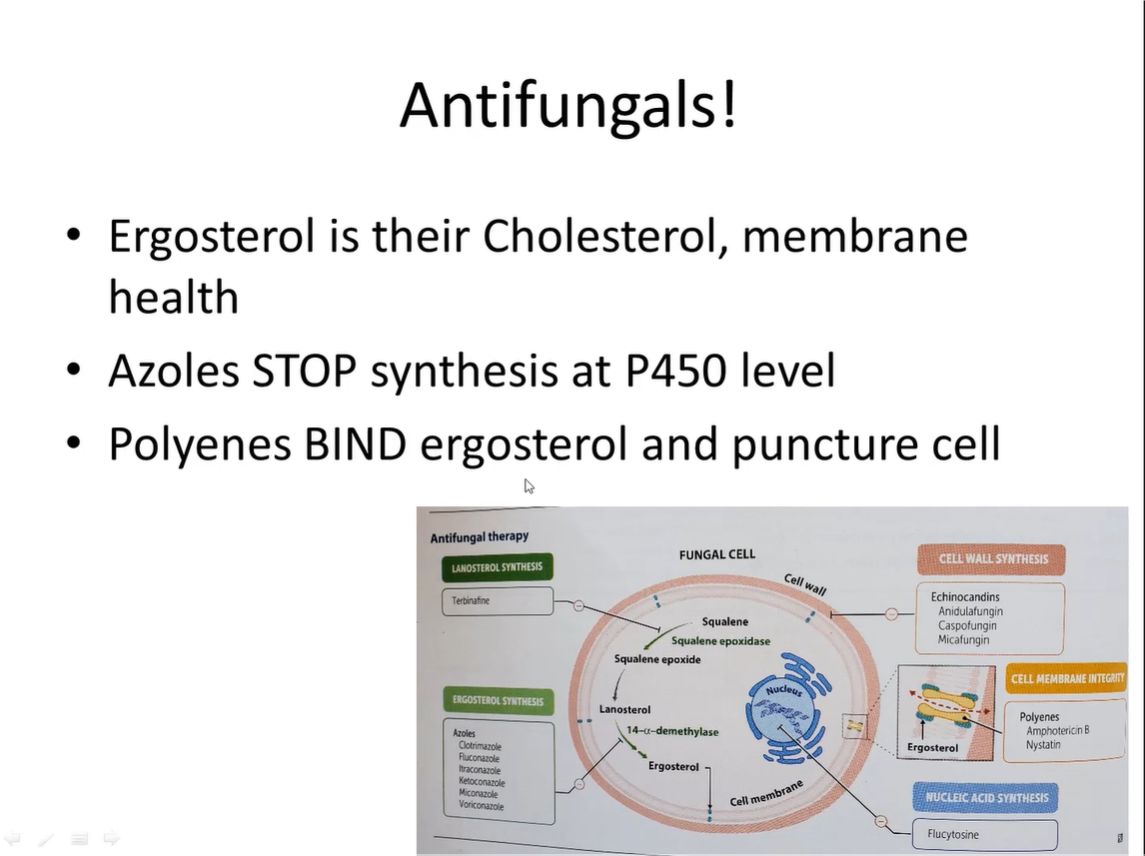 Antifungals!
• Ergosterol is their Cholesterol, membrane
health
• Azoles STOP synthesis at P450 level
• Polyenes BIND ergosterol and puncture cell
Antifungal therapy
LANOSTEROL SYNTHESIS
Terbinafine
ERGOSTEROL SYNTHESIS
Azoles
Clotrimazole
Fluconazole
Itraconazole
Ketoconazole
Miconazole
Voriconazole
FUNGAL CELL
Cell wall
Squalene
Squalene epoxidase
Squalene epoxide
Lanosterol
14-α-demethylase
Ergosterol
Nucleus
Cell membrane
CELL WALL SYNTHESIS
Echinocandins
Anidulafungin
Caspofungin
Micafungin
CELL MEMBRANE INTEGRITY
Polyenes
Amphotericin B
Nystatin
Ergosterol
NUCLEIC ACID SYNTHESIS
Flucytosine